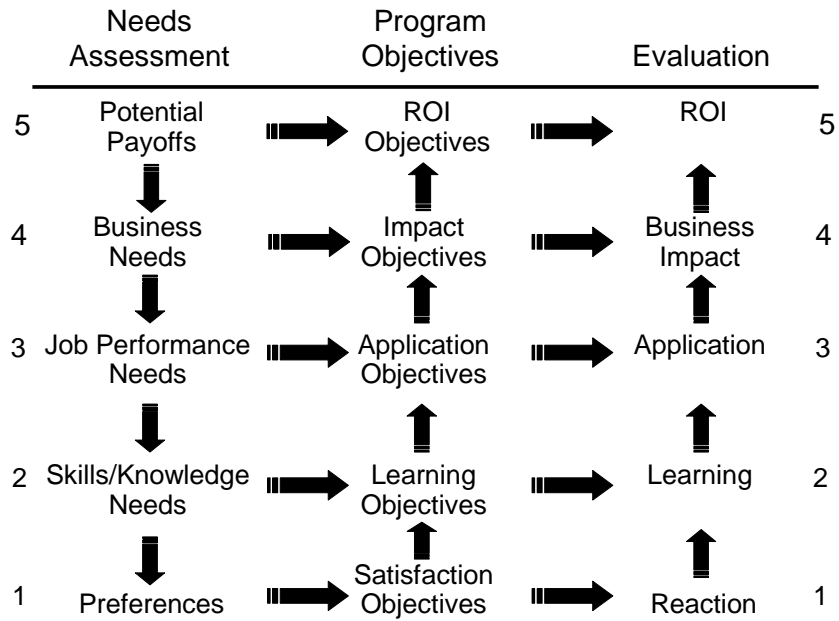 Needs
Assessment
Program
Objectives
Evaluation
5
Potential
Payoffs
ROI
Objectives
ROI
5
4
Business
Needs
Impact
Objectives
Business
Impact
4
3
Job Performance
Needs
Application
Objectives
Application
3
2
Skills/Knowledge
Needs
Learning
Objectives
Learning
2
1
Preferences
Satisfaction
Objectives
Reaction
1